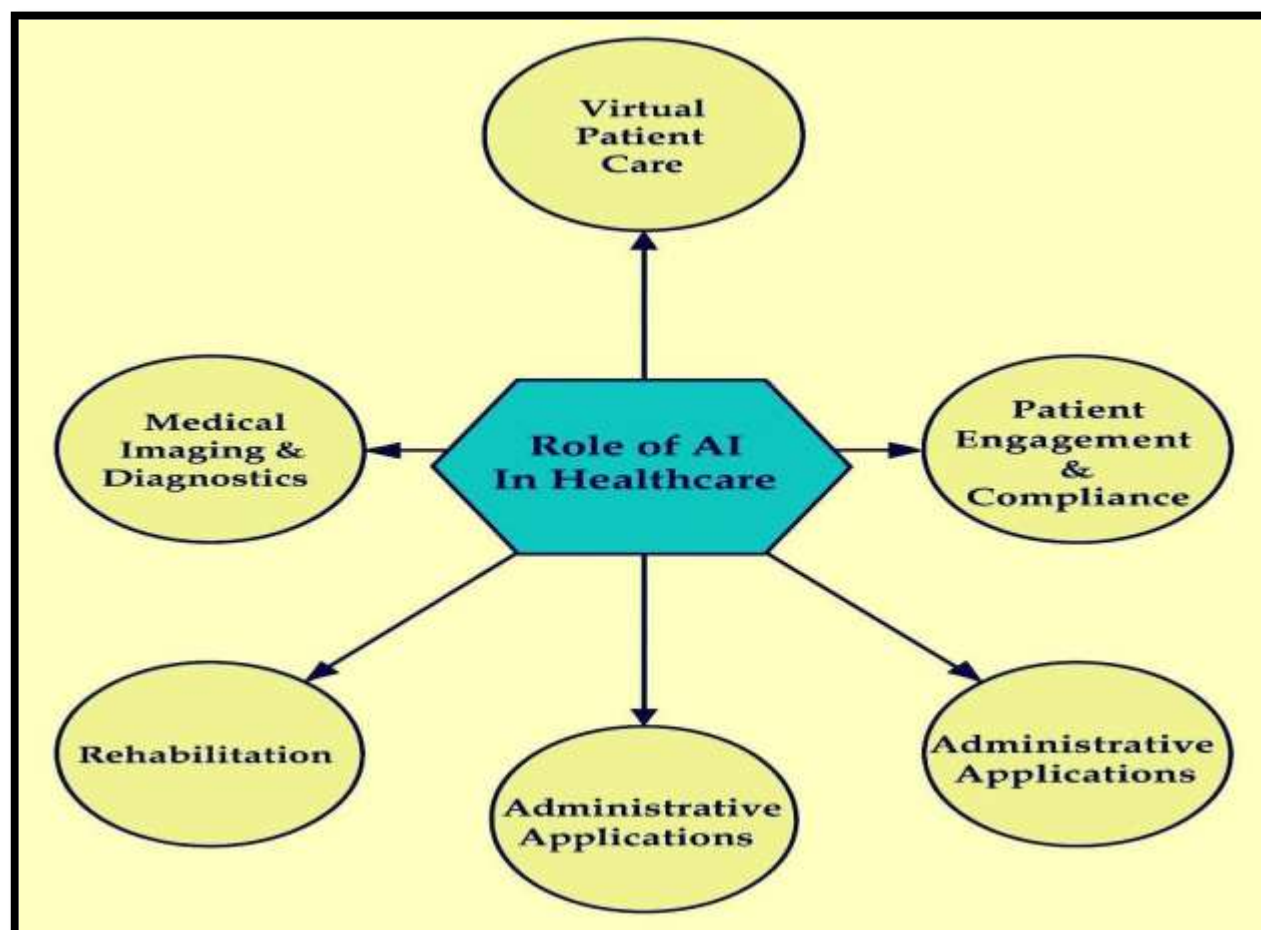 Virtual
Patient
Care
Medical
Imaging &
Diagnostics
Role of AI
In Healthcare
Patient
Engagement
&
Compliance
Rehabilitation
Administrative
Applications
Administrative
Applications